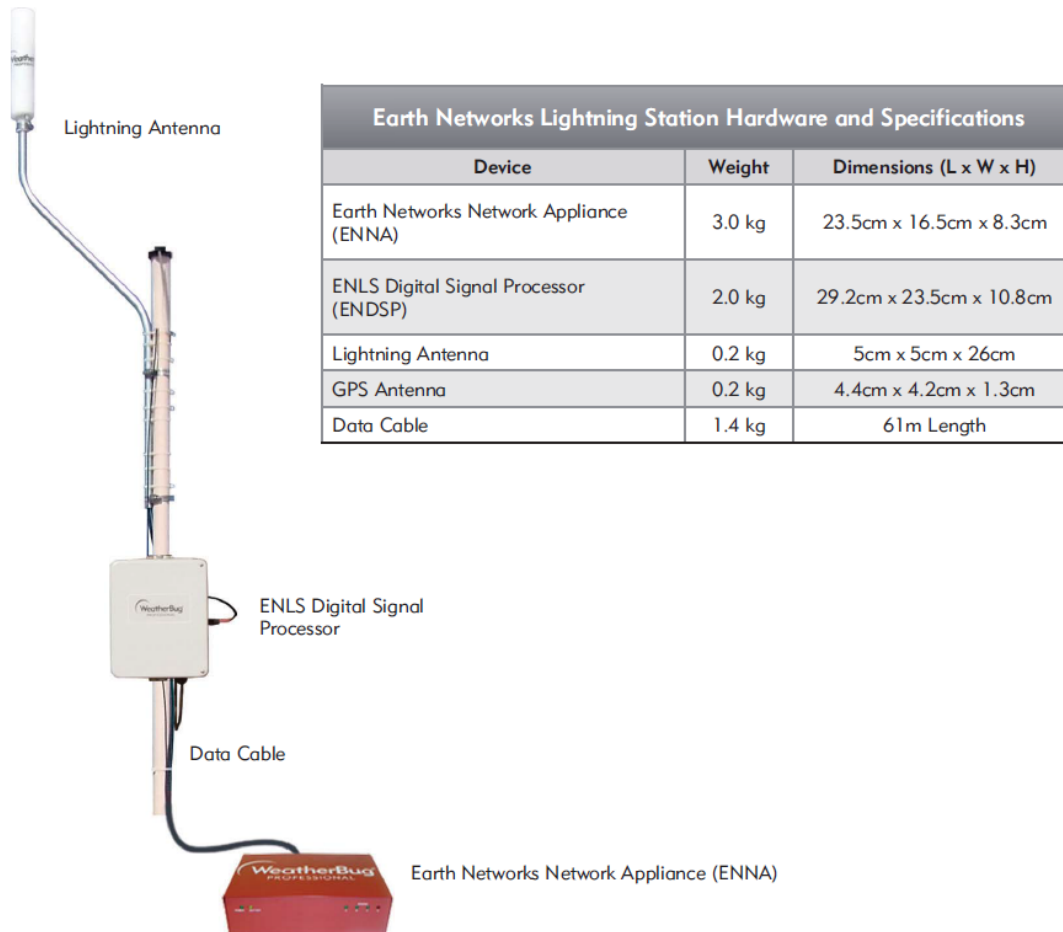 Weather
Lightning Antenna
Earth Networks Lightning Station Hardware and Specifications
Device Weight Dimensions (L x W x H)
Earth Networks Network Appliance
(ENNA) 3.0 kg 23.5cm x 16.5cm x 8.3cm
ENLS Digital Signal Processor
(ENDSP) 2.0 kg 29.2cm x 23.5cm x 10.8cm
Lightning Antenna 0.2 kg 5cm x 5cm x 26cm
GPS Antenna 0.2 kg 4.4cm x 4.2cm x 1.3cm
Data Cable 1.4 kg 61m Length
WeatherBug
ENLS Digital Signal
Processor
Data Cable
WeatherBug
PROFESSIONAL
Earth Networks Network Appliance (ENNA)